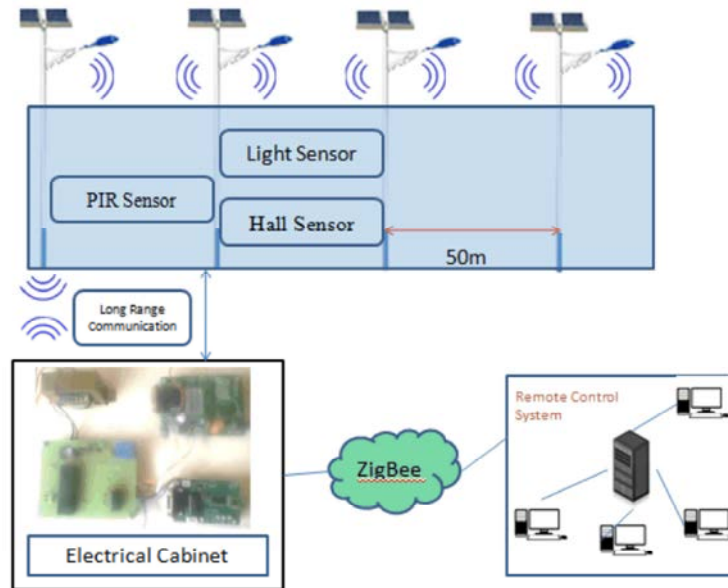 Light Sensor
PIR Sensor
Hall Sensor
50m
Long Range
Communication
Remote Control
System
ZigBee
Electrical Cabinet